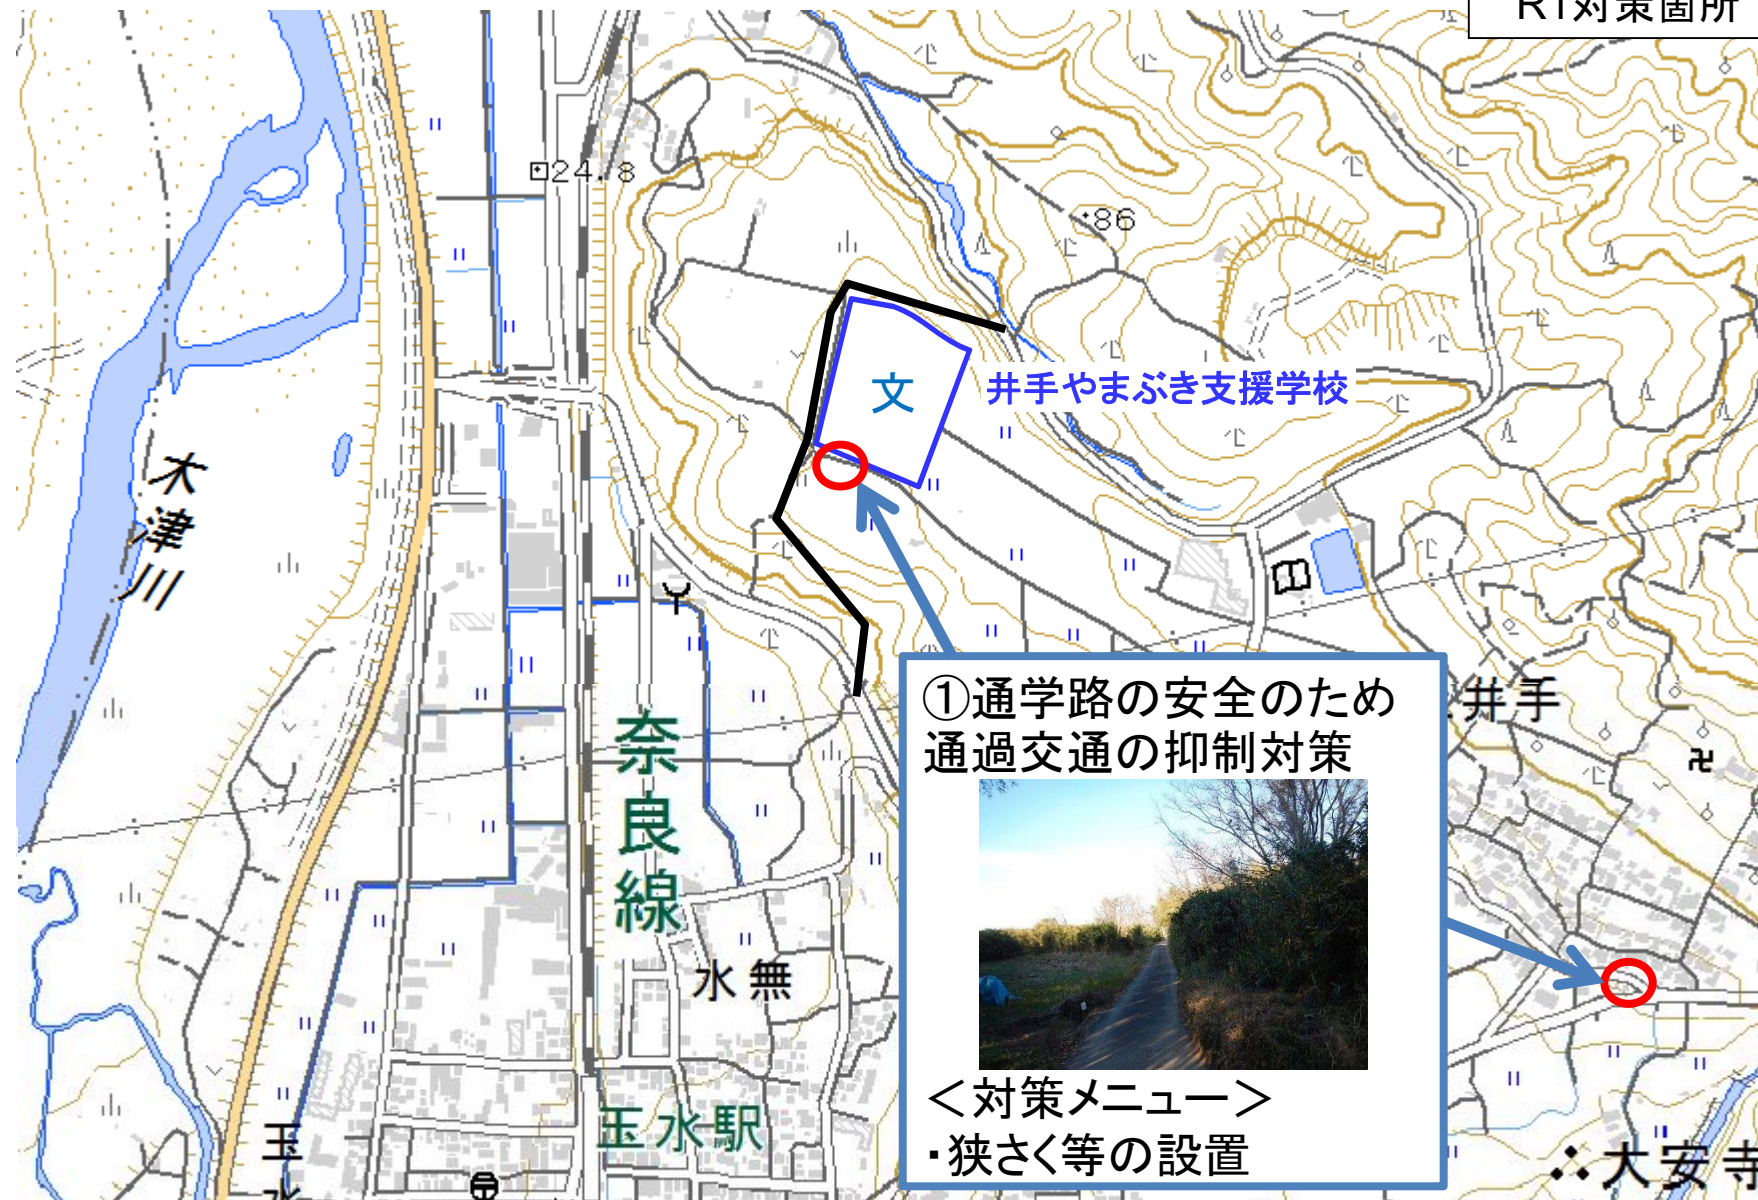 R1対策箇所
24.8
86
文
井手やまぶき支援学校
木津川
①通学路の安全のため
通過交通の抑制対策
井手
奈良線
水無
<対策メニュー>
・狭さく等の設置
玉水駅
玉水
大安寺